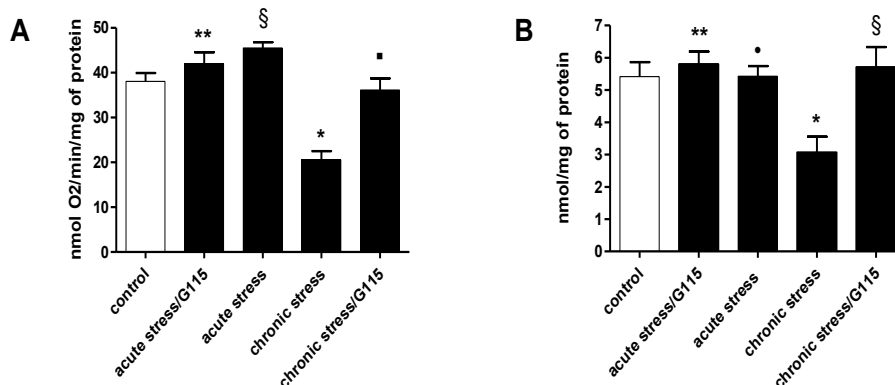 A
nmol O2/min/mg of protein
50
40
30
20
10
0
**
§
*
▪
control
acute stress/G115
acute stress
chronic stress
chronic stress/G115
B
nmol/mg of protein
7
6
5
4
3
2
1
0
**
•
*
§
control
acute stress/G115
acute stress
chronic stress
chronic stress/G115